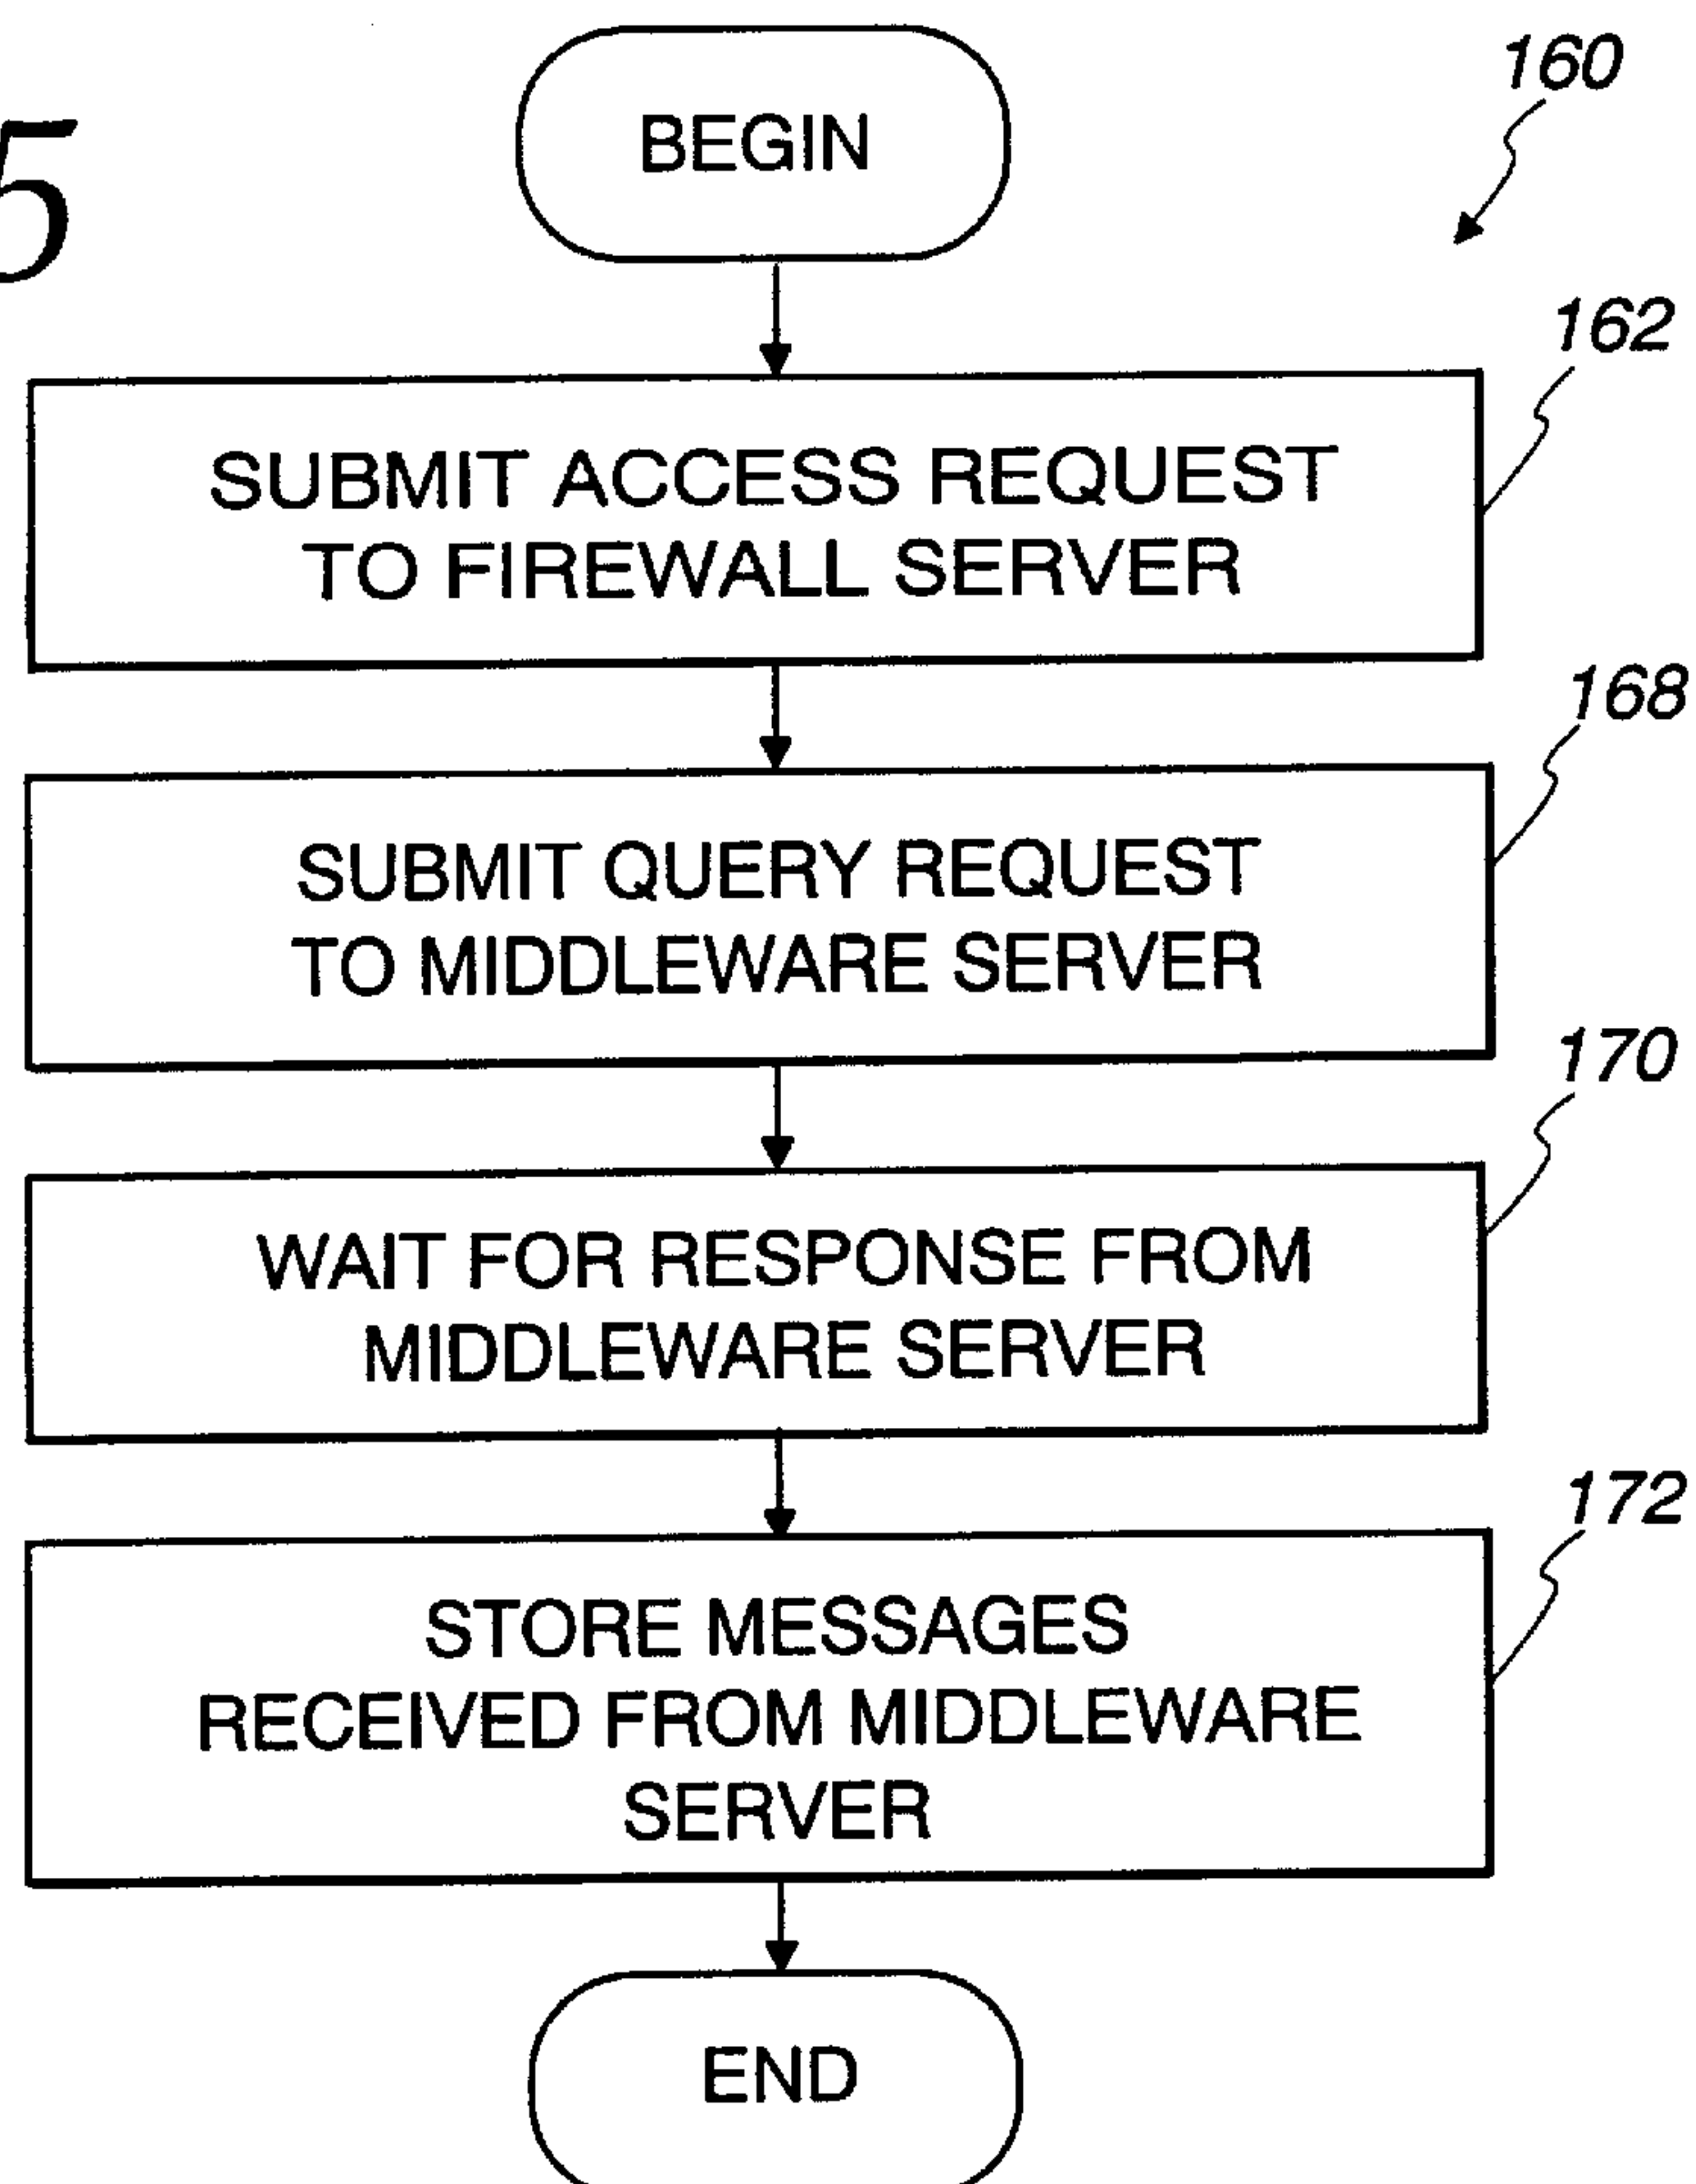 160
5
BEGIN
162
SUBMIT ACCESS REQUEST
TO FIREWALL SERVER
168
SUBMIT QUERY REQUEST
TO MIDDLEWARE SERVER
170
WAIT FOR RESPONSE FROM
MIDDLEWARE SERVER
172
STORE MESSAGES
RECEIVED FROM MIDDLEWARE
SERVER
END